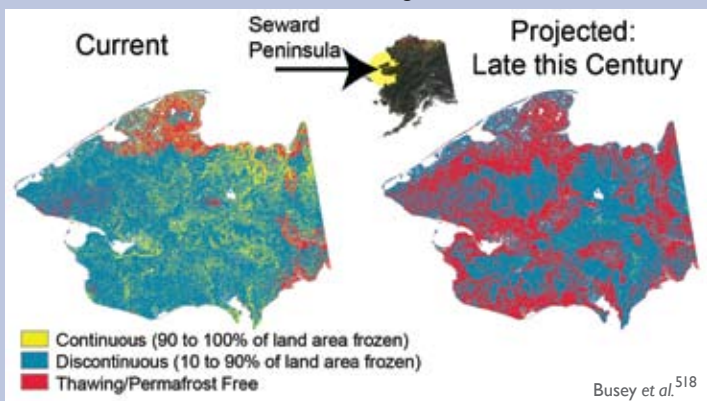 Current
Seward
Peninsula
Projected:
Late this Century
Continuous (90 to 100% of land area frozen)
Discontinuous (10 to 90% of land area frozen)
Thawing/Permafrost Free
Busey et al.518